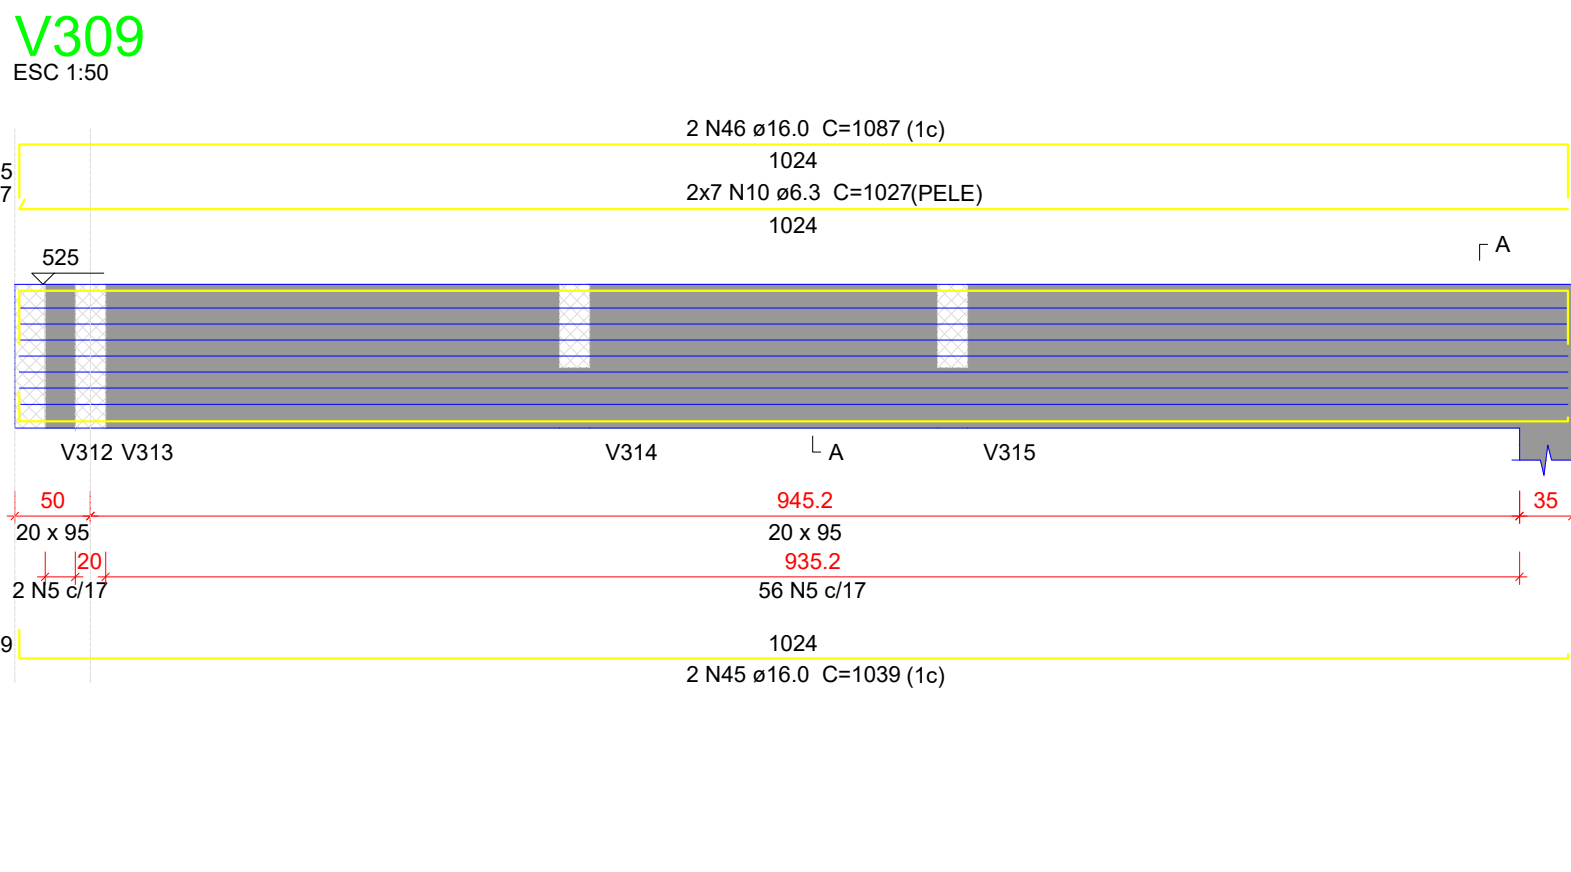 V309
ESC 1:50
2 N46 ø16.0 C=1087 (1c)
1024
5
7
2x7 N10 ø6.3 C=1027(PELE)
1024
A
525
V312 V313
V314
A
V315
50
945.2
35
20 x 95
20 x 95
20
935.2
2 N5 c/17
56 N5 c/17
9
1024
2 N45 ø16.0 C=1039 (1c)